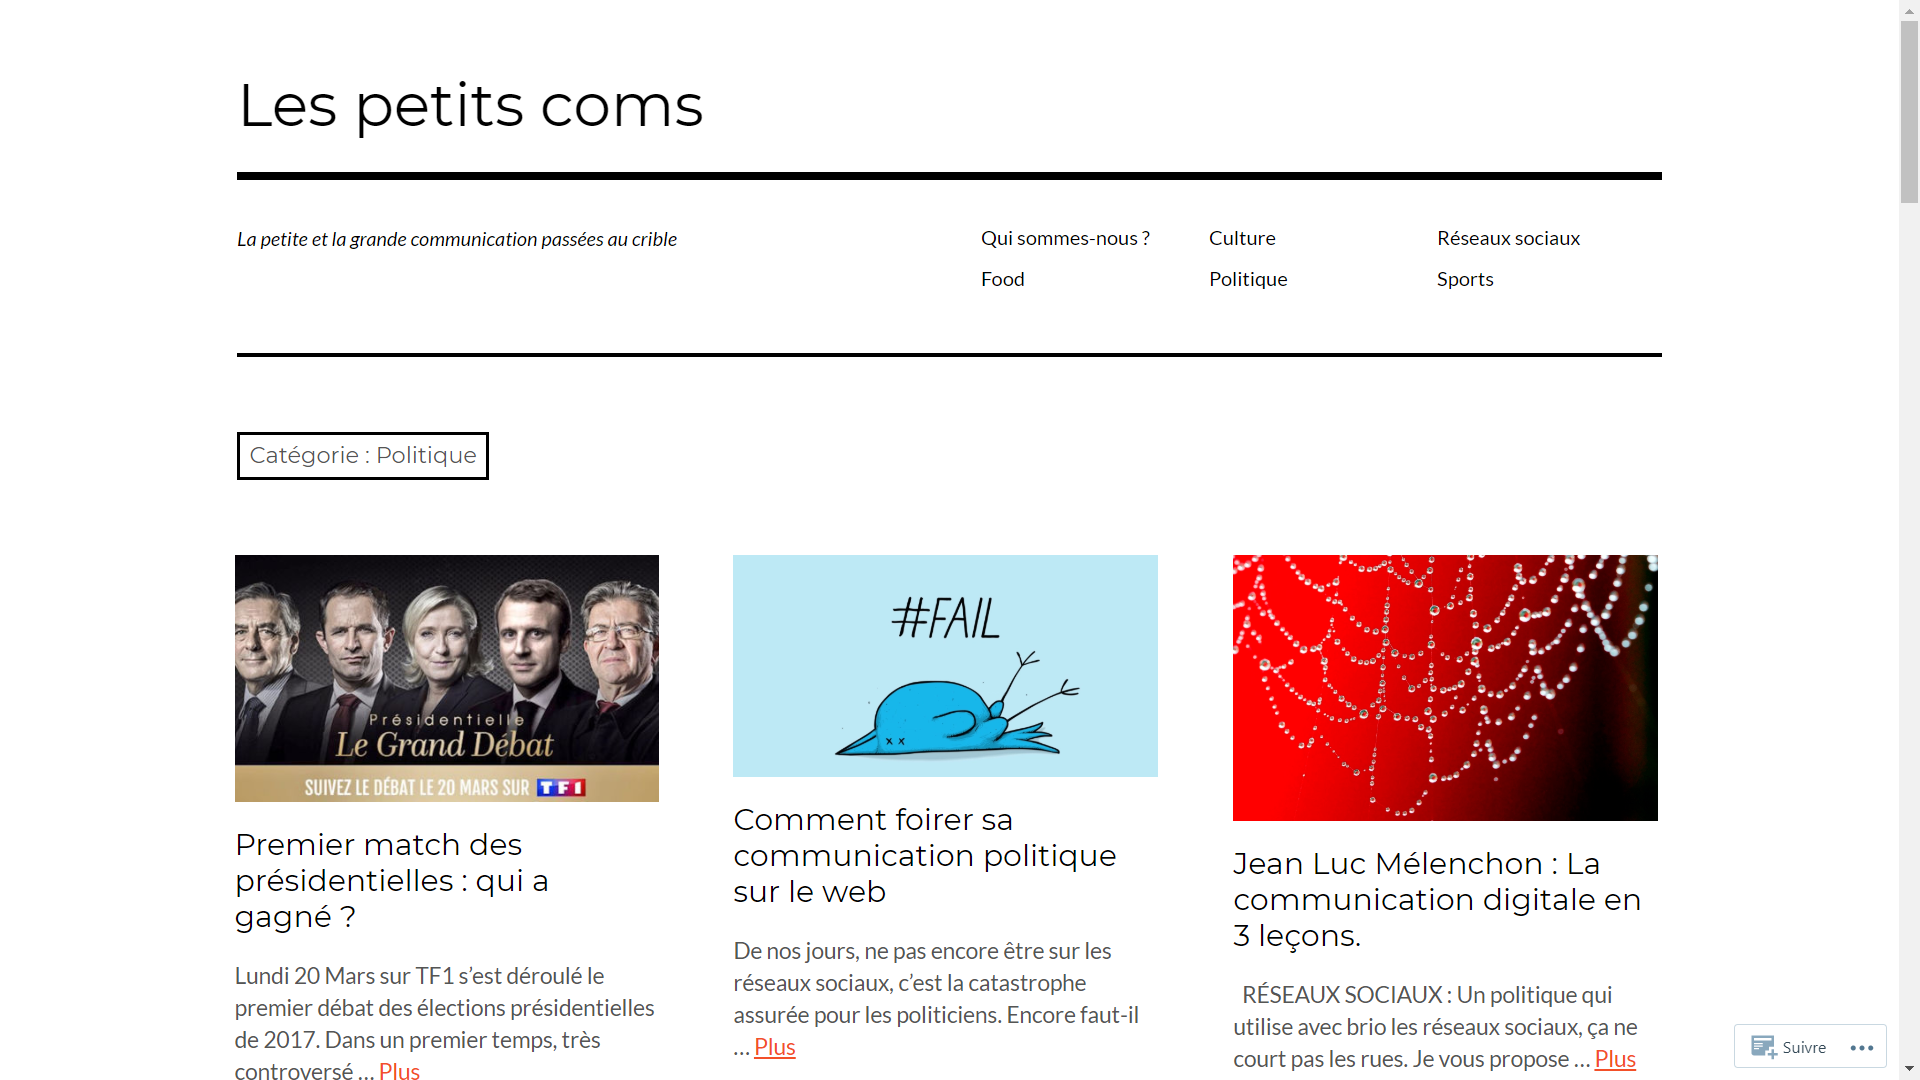 Les petits coms
La petite et la grande communication passées au crible
Qui sommes-nous ?
Culture
Réseaux sociaux
Food
Politique
Sports
Catégorie : Politique
Présidentielle
Le Grand Débat
SUIVEZ LE DÉBAT LE 20 MARS SUR TF1
Premier match des
présidentielles : qui a
gagné ?
Lundi 20 Mars sur TF1 s’est déroulé le
premier débat des élections présidentielles
de 2017. Dans un premier temps, très
controversé … Plus
#FAIL
Comment foirer sa
communication politique
sur le web
De nos jours, ne pas encore être sur les
réseaux sociaux, c’est la catastrophe
assurée pour les politiciens. Encore faut-il
… Plus
Jean Luc Mélenchon : La
communication digitale en
3 leçons.
RÉSEAUX SOCIAUX : Un politique qui
utilise avec brio les réseaux sociaux, ça ne
court pas les rues. Je vous propose … Plus
Suivre